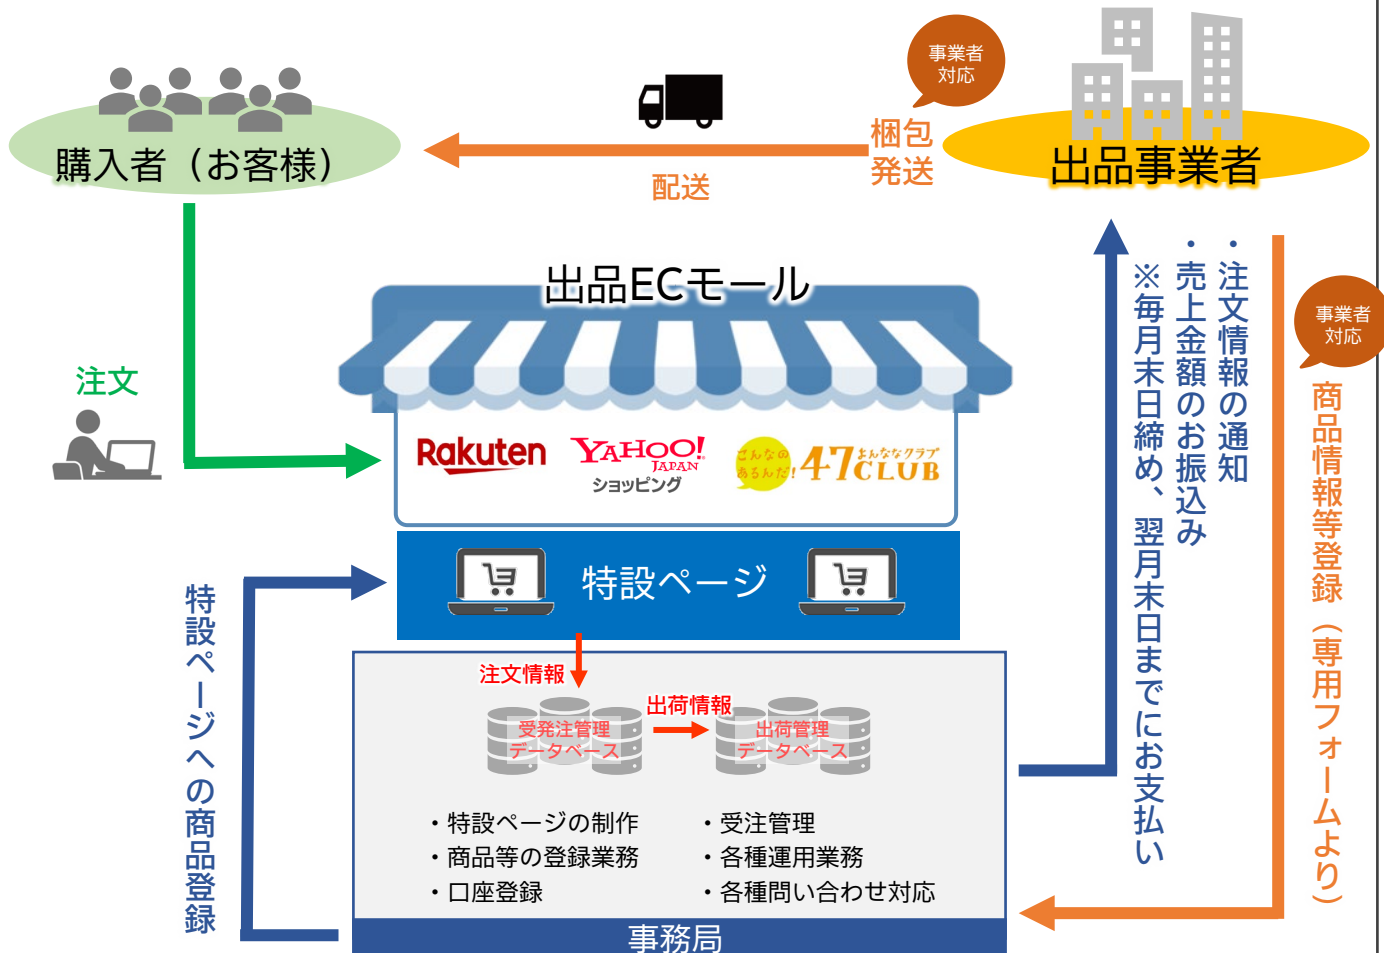 事業者
対応
購入者（お客様）
梱包
発送
配送
出品事業者
出品ECモール
注文
Rakuten
YAHOO!
JAPAN
ショッピング
こんなの
あるんだ!
47
まんななクラブ
CLUB
・注文情報の通知
・売上金額のお振込み
※毎月末日締め、翌月末日までにお支払い
事業者
対応
商品情報等登録（専用フォームより）
特設ページ
特設ページへの商品登録
注文情報
出荷情報
受発注管理
データベース
出荷管理
データベース
・特設ページの制作
・商品等の登録業務
・口座登録
・受注管理
・各種運用業務
・各種問い合わせ対応
事務局